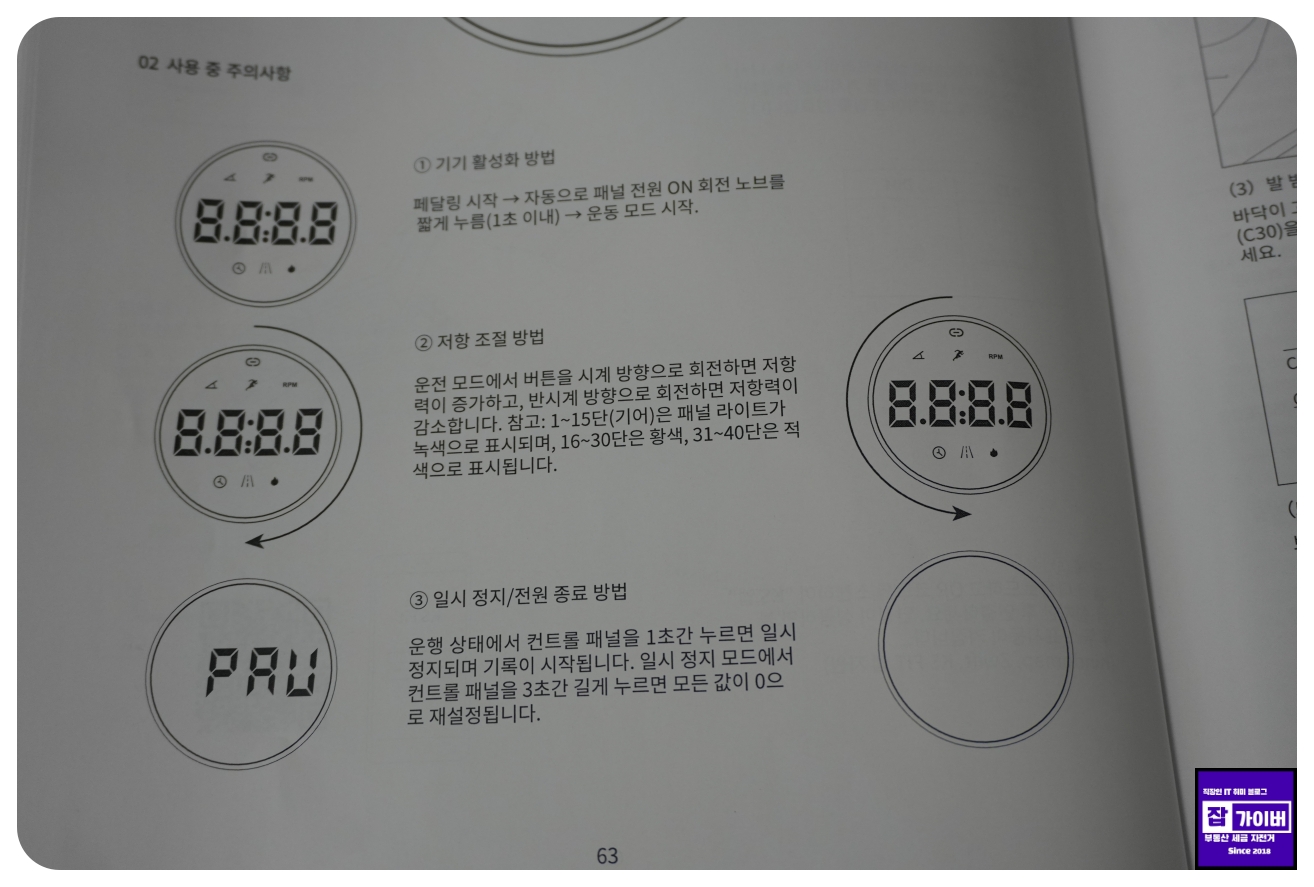 02 사용 중 주의사항
① 기기 활성화 방법
페달링 시작 → 자동으로 패널 전원 ON 회전 노브를
짧게 누름(1초 이내) → 운동 모드 시작.
RPM
8.8:8.8
② 저항 조절 방법
운전 모드에서 버튼을 시계 방향으로 회전하면 저항
력이 증가하고, 반시계 방향으로 회전하면 저항력이
감소합니다. 참고: 1~15단(기어)은 패널 라이트가
녹색으로 표시되며, 16~30단은 황색, 31~40단은 적
색으로 표시됩니다.
RPM
8.8:8.8
RPM
8.8:8.8
③ 일시 정지/전원 종료 방법
운행 상태에서 컨트롤 패널을 1초간 누르면 일시
정지되며 기록이 시작됩니다. 일시 정지 모드에서
컨트롤 패널을 3초간 길게 누르면 모든 값이 0으
로 재설정됩니다.
PAU
63
(3) 발
바닥이
(C30)을
세요.
직장인 IT 취미 블로그
잡가이버
부동산 세금 자전거
Since 2018